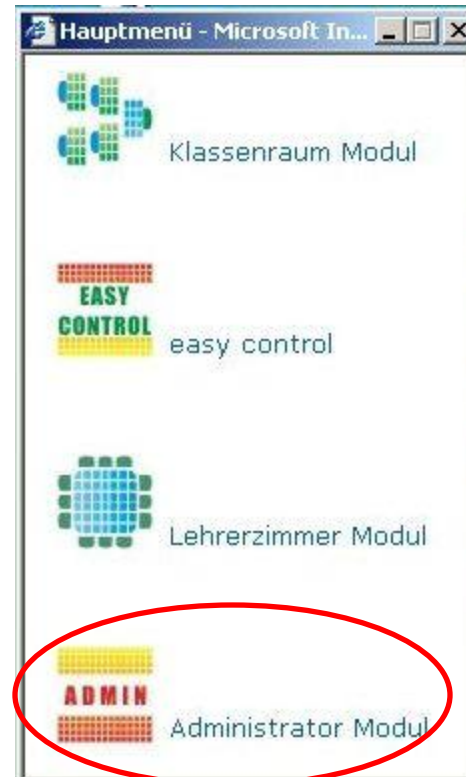 Hauptmenü - Microsoft In...
Klassenraum Modul
EASY
CONTROL
easy control
Lehrerzimmer Modul
ADMIN
Administrator Modul